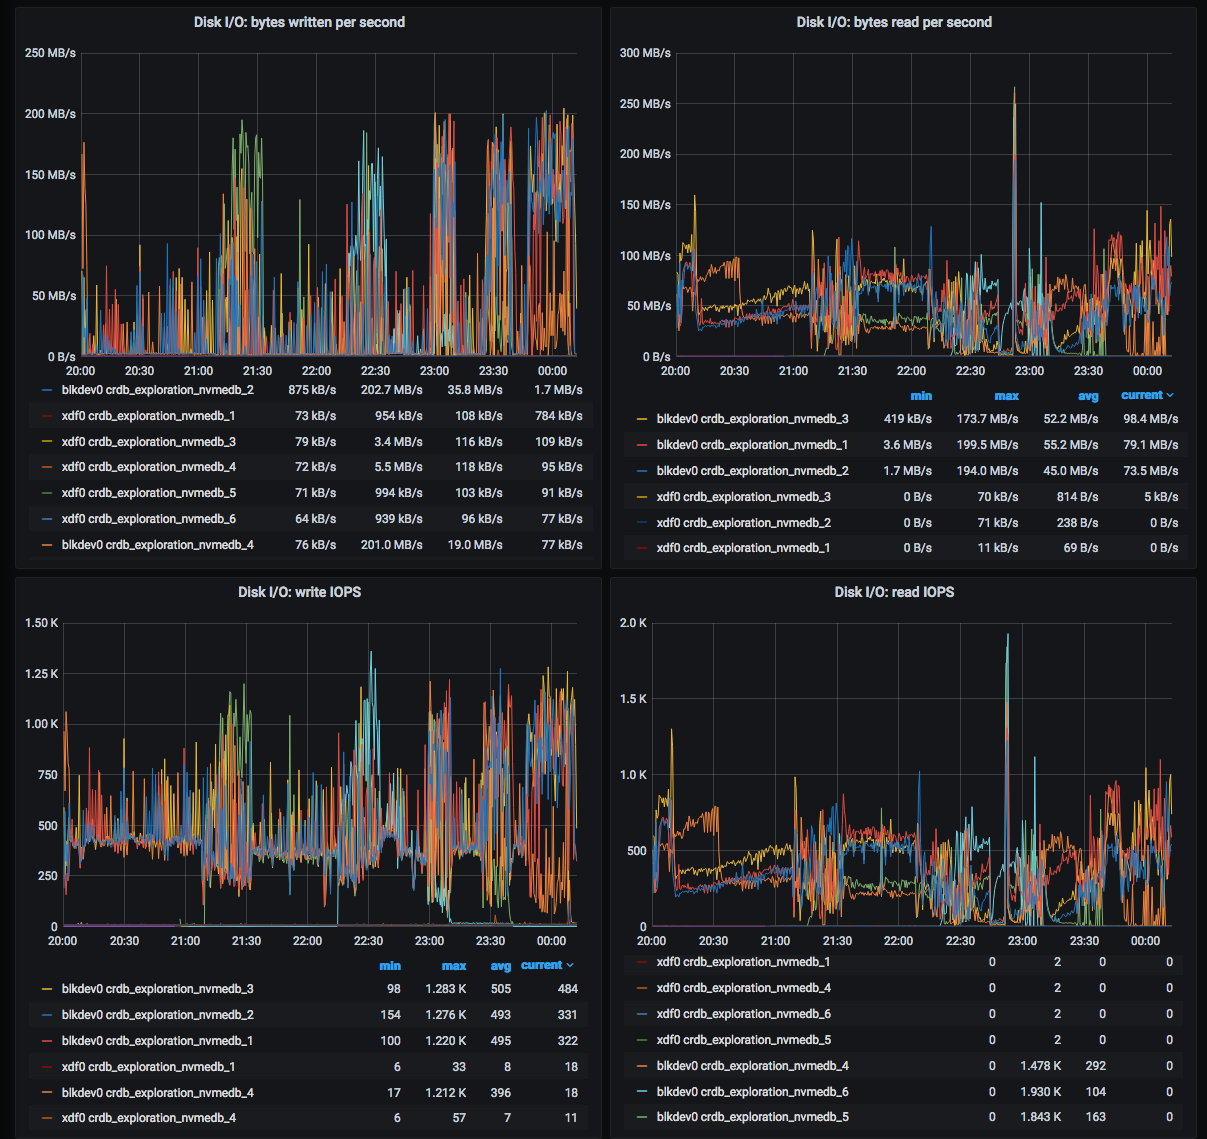 Disk I/O: bytes written per second
250 MB/s
200 MB/s
150 MB/s
100 MB/s
50 MB/s
0 B/s
20:00 20:30 21:00 21:30 22:00 22:30 23:00 23:30 00:00
blkdev0 crdb_exploration_nvmedb_2 875 kB/s 202.7 MB/s 35.8 MB/s 1.7 MB/s
xdf0 crdb_exploration_nvmedb_1 73 kB/s 954 kB/s 108 kB/s 784 kB/s
xdf0 crdb_exploration_nvmedb_3 79 kB/s 3.4 MB/s 116 kB/s 109 kB/s
xdf0 crdb_exploration_nvmedb_4 72 kB/s 5.5 MB/s 118 kB/s 95 kB/s
xdf0 crdb_exploration_nvmedb_5 71 kB/s 994 kB/s 103 kB/s 91 kB/s
xdf0 crdb_exploration_nvmedb_6 64 kB/s 939 kB/s 96 kB/s 77 kB/s
blkdev0 crdb_exploration_nvmedb_4 76 kB/s 201.0 MB/s 19.0 MB/s 77 kB/s
Disk I/O: bytes read per second
300 MB/s
250 MB/s
200 MB/s
150 MB/s
100 MB/s
50 MB/s
0 B/s
20:00 20:30 21:00 21:30 22:00 22:30 23:00 23:30 00:00
min max avg current
blkdev0 crdb_exploration_nvmedb_3 419 kB/s 173.7 MB/s 52.2 MB/s 98.4 MB/s
blkdev0 crdb_exploration_nvmedb_1 3.6 MB/s 199.5 MB/s 55.2 MB/s 79.1 MB/s
blkdev0 crdb_exploration_nvmedb_2 1.7 MB/s 194.0 MB/s 45.0 MB/s 73.5 MB/s
xdf0 crdb_exploration_nvmedb_3 0 B/s 70 kB/s 814 B/s 5 kB/s
xdf0 crdb_exploration_nvmedb_2 0 B/s 71 kB/s 238 B/s 0 B/s
xdf0 crdb_exploration_nvmedb_1 0 B/s 11 kB/s 69 B/s 0 B/s
Disk I/O: write IOPS
1.50 K
1.25 K
1.00 K
750
500
250
0
20:00 20:30 21:00 21:30 22:00 22:30 23:00 23:30 00:00
min max avg current
blkdev0 crdb_exploration_nvmedb_3 98 1.283 K 505 484
blkdev0 crdb_exploration_nvmedb_2 154 1.276 K 493 331
blkdev0 crdb_exploration_nvmedb_1 100 1.220 K 495 322
xdf0 crdb_exploration_nvmedb_1 6 33 8 18
blkdev0 crdb_exploration_nvmedb_4 17 1.212 K 396 18
xdf0 crdb_exploration_nvmedb_4 6 57 7 11
Disk I/O: read IOPS
2.0 K
1.5 K
1.0 K
500
0
20:00 20:30 21:00 21:30 22:00 22:30 23:00 23:30 00:00
xdf0 crdb_exploration_nvmedb_1 0 2 0 0
xdf0 crdb_exploration_nvmedb_4 0 2 0 0
xdf0 crdb_exploration_nvmedb_6 0 2 0 0
xdf0 crdb_exploration_nvmedb_5 0 2 0 0
blkdev0 crdb_exploration_nvmedb_4 0 1.478 K 292 0
blkdev0 crdb_exploration_nvmedb_6 0 1.930 K 104 0
blkdev0 crdb_exploration_nvmedb_5 0 1.843 K 163 0